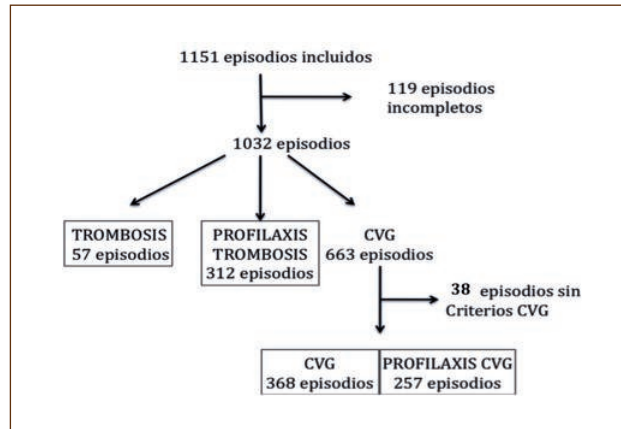 1151 episodios incluidos
119 episodios
incompletos
1032 episodios
TROMBOSIS
57 episodios
PROFILAXIS
TROMBOSIS
312 episodios
CVG
663 episodios
38 episodios sin
Criterios CVG
CVG
368 episodios
PROFILAXIS CVG
257 episodios